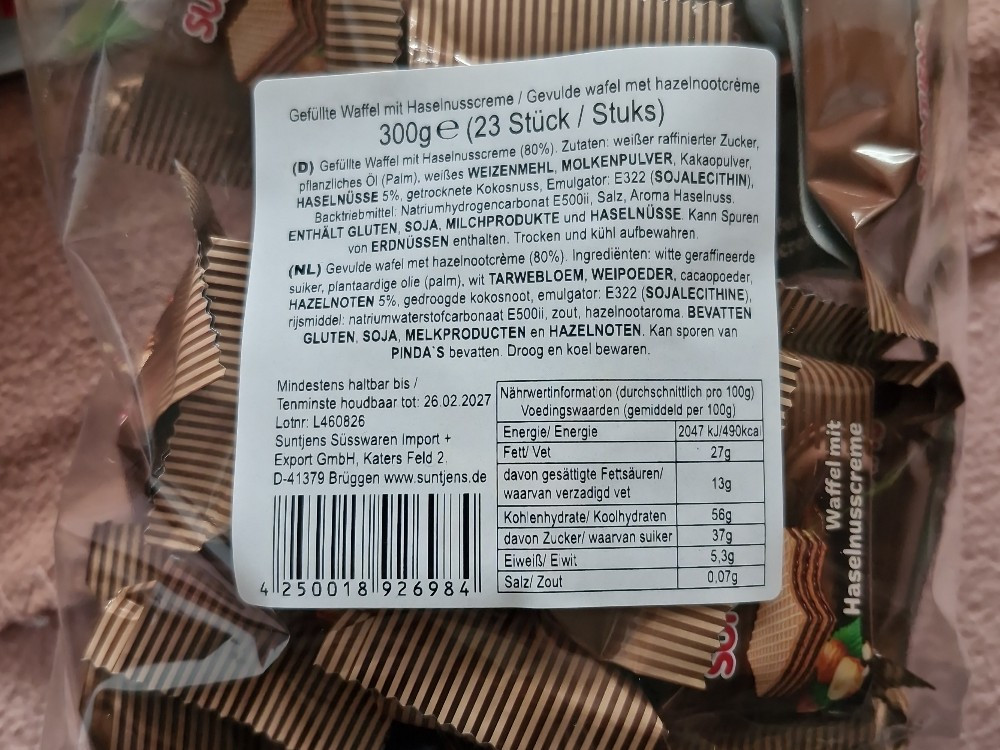 Gefüllte Waffel mit Haselnusscreme / Gevulde wafel met hazelnootcrème
300g e (23 Stück / Stuks)
(D) Gefüllte Waffel mit Haselnusscreme (80%). Zutaten: weißer raffinierter Zucker,
pflanzliches Öl (Palm), weißes WEIZENMEHL, MOLKENPULVER, Kakaopulver,
HASELNÜSSE 5%, getrocknete Kokosnuss, Emulgator: E322 (SOJALECITHIN),
Backtriebmittel: Natriumhydrogencarbonat E500ii, Salz, Aroma Haselnuss.
ENTHÄLT GLUTEN, SOJA, MILCHPRODUKTE und HASELNÜSSE. Kann Spuren
von ERDNÜSSEN enthalten. Trocken und kühl aufbewahren.
(NL) Gevulde wafel met hazelnootcrème (80%). Ingrediënten: witte geraffineerde
suiker, plantaardige olie (palm), wit TARWEBLOEM, WEIPOEDER, cacaopoeder,
HAZELNOTEN 5%, gedroogde kokosnoot, emulgator: E322 (SOJALECITHINE),
rijsmiddel: natriumwaterstofcarbonaat E500ii, zout, hazelnootaroma. BEVATTEN
GLUTEN, SOJA, MELKPRODUCTEN en HAZELNOTEN. Kan sporen van
PINDA`S bevatten. Droog en koel bewaren.
Mindestens haltbar bis /
Tenminste houdbaar tot: 26.02.2027
Lotnr: L460826
Suntjens Süsswaren Import +
Export GmbH, Katers Feld 2.
D-41379 Brüggen www.suntjens.de
4 250018 926984
Nährwertinformation (durchschnittlich pro 100g)
Voedingswaarden (gemiddeld per 100g)
Energie/ Energie 2047 kJ/490kcal
Fett/ Vet 27g
davon gesättigte Fettsäuren/
waarvan verzadigd vet 13g
Kohlenhydrate/ Koolhydraten 56g
davon Zucker/ waarvan suiker 37g
Eiweiß/ Eiwit 5,3g
Salz/ Zout 0,07g
Waffel mit
Haselnusscreme